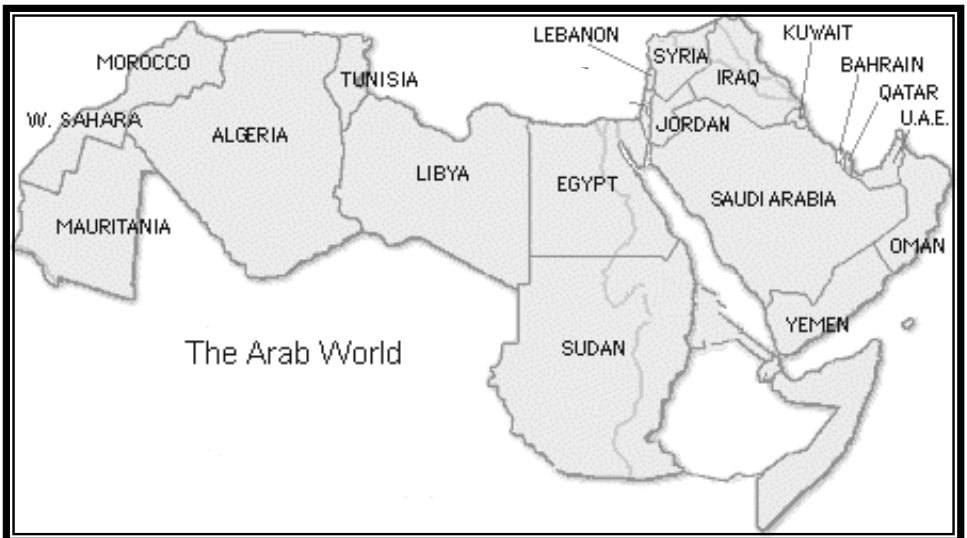 LEBANON
KUWAIT
MOROCCO
SYRIA
BAHRAIN
TUNISIA
IRAQ
QATAR
W. SAHARA
U.A.E.
ALGERIA
JORDAN
LIBYA
EGYPT
SAUDI ARABIA
MAURITANIA
OMAN
YEMEN
The Arab World
SUDAN